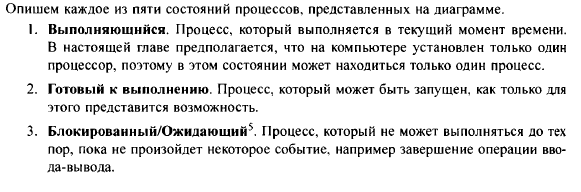 Опишем каждое из пяти состояний процессов, представленных на диаграмме.
1. Выполняющийся. Процесс, который выполняется в текущий момент времени.
В настоящей главе предполагается, что на компьютере установлен только один
процессор, поэтому в этом состоянии может находиться только один процесс.
2. Готовый к выполнению. Процесс, который может быть запущен, как только для
этого представится возможность.
3. Блокированный/Ожидающий⁵. Процесс, который не может выполняться до тех
пор, пока не произойдет некоторое событие, например завершение операции вво-
да-вывода.